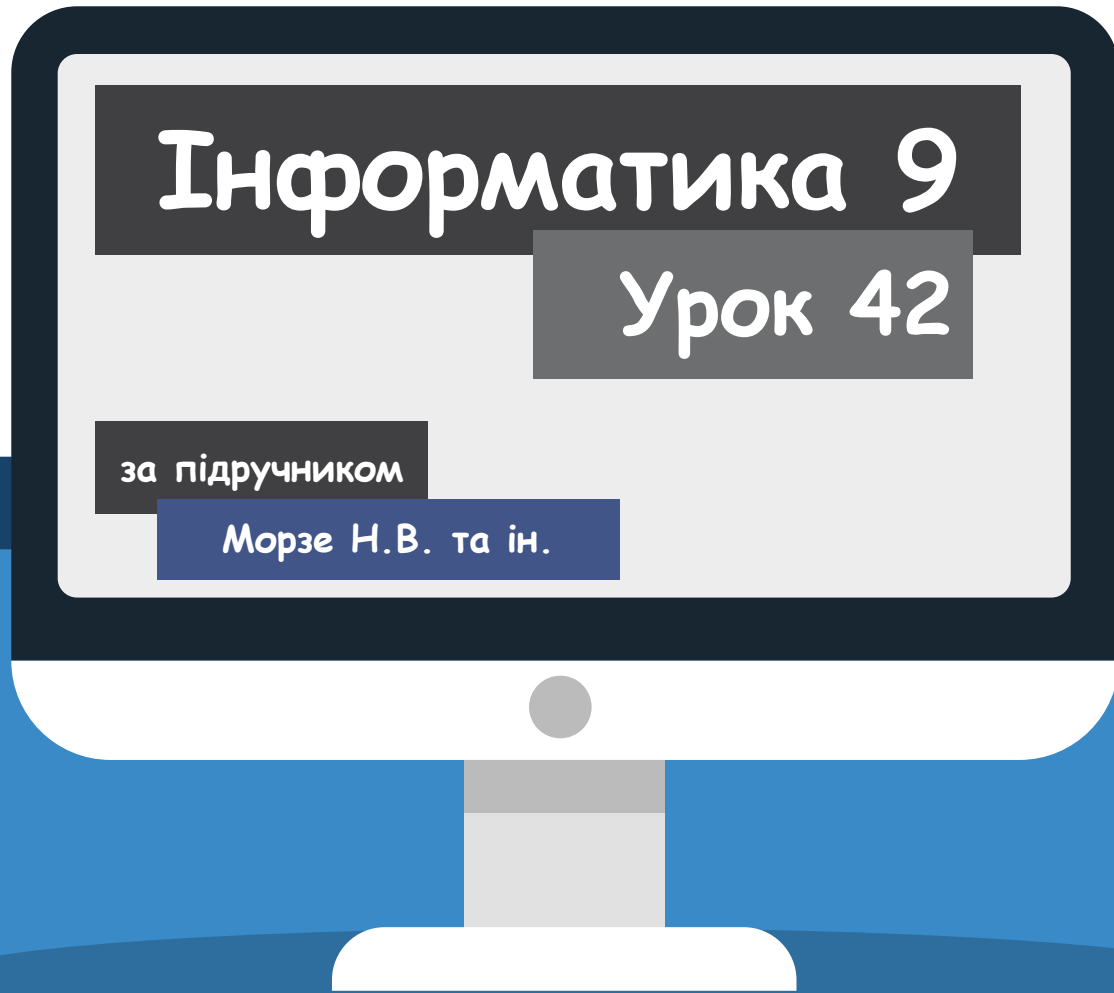 Інформатика 9
Урок 42
за підручником
Морзе Н.В. та ін.